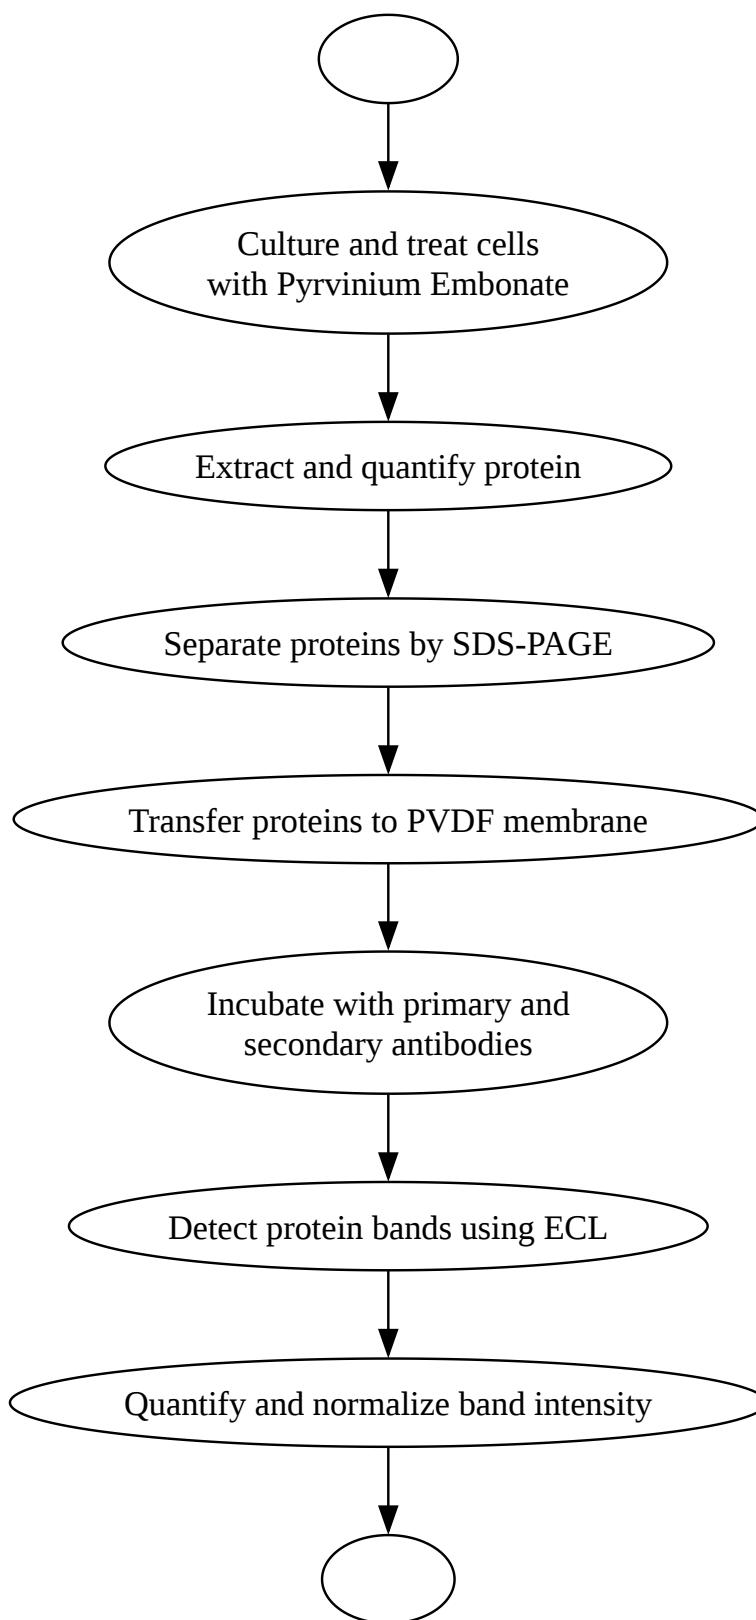 Culture and treat cells
with Pyrvinium Embonate
Extract and quantify protein
Separate proteins by SDS-PAGE
Transfer proteins to PVDF membrane
Incubate with primary and
secondary antibodies
Detect protein bands using ECL
Quantify and normalize band intensity